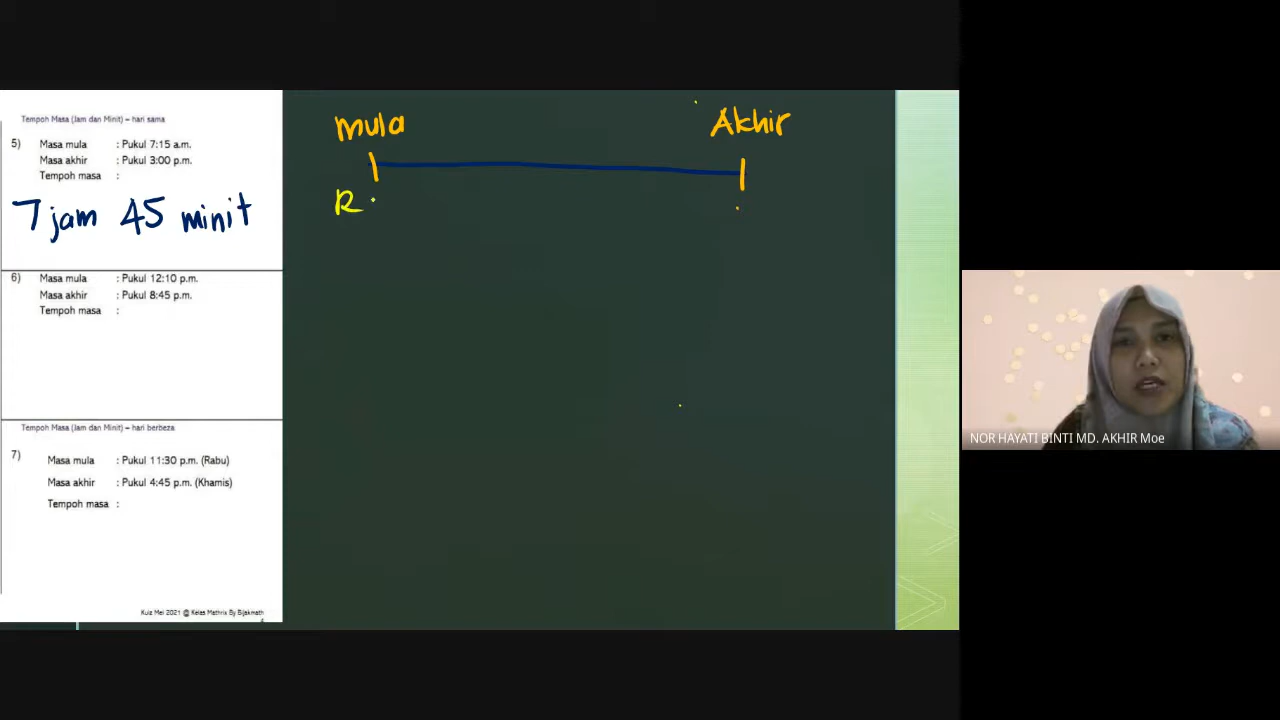 Tempoh Masa (Jam dan Minit) – hari sama
5) Masa mula : Pukul 7:15 a.m.
Masa akhir : Pukul 3:00 p.m.
Tempoh masa :
7 jam 45 minit
6) Masa mula : Pukul 12:10 p.m.
Masa akhir : Pukul 8:45 p.m.
Tempoh masa :
Tempoh Masa (Jam dan Minit) – hari berbeza
7) Masa mula : Pukul 11:30 p.m. (Rabu)
Masa akhir : Pukul 4:45 p.m. (Khamis)
Tempoh masa :
Kuiz Mei 2021 @ Kelas Mathrix By Bijakmath
mula
Akhir
R
NOR HAYATI BINTI MD. AKHIR Moe